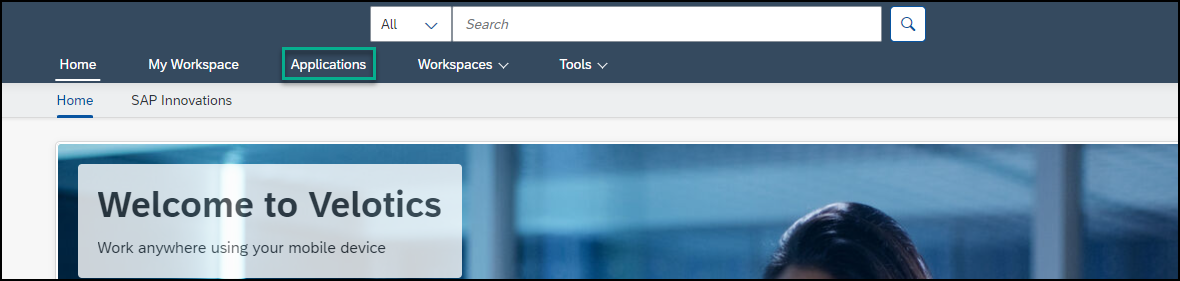 All
Search
Home My Workspace Applications Workspaces Tools
Home SAP Innovations
Welcome to Velotics
Work anywhere using your mobile device